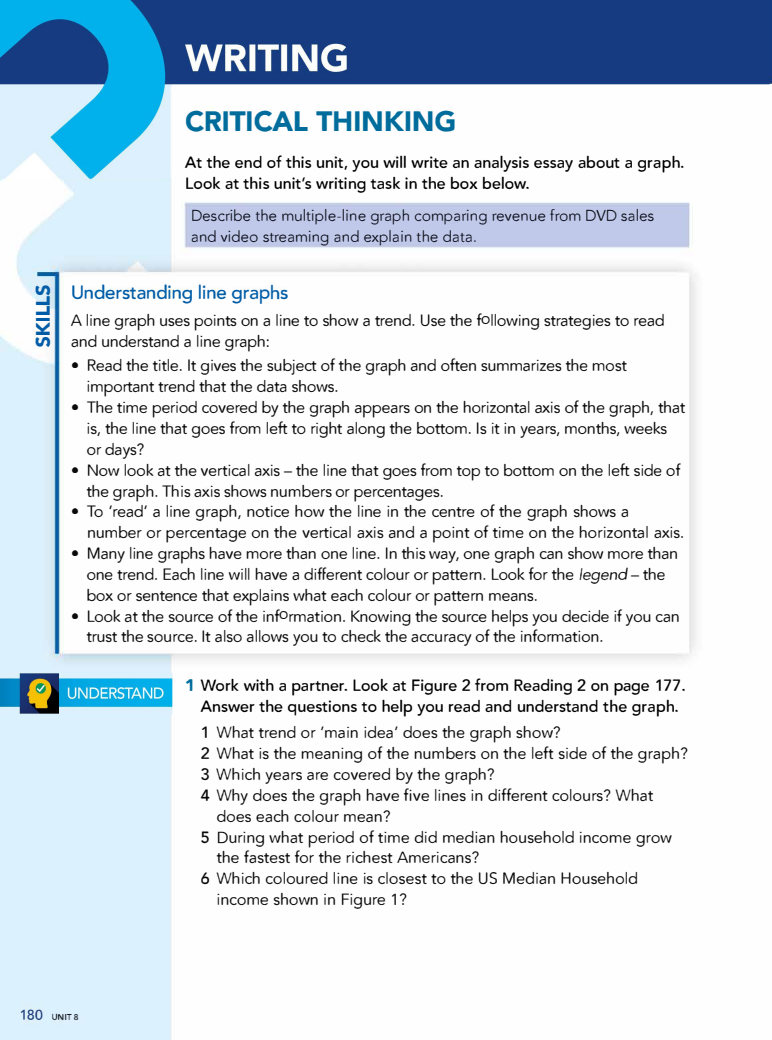 WRITING
CRITICAL THINKING
At the end of this unit, you will write an analysis essay about a graph.
Look at this unit's writing task in the box below.
Describe the multiple-line graph comparing revenue from DVD sales
and video streaming and explain the data.
SKILLS
Understanding line graphs
A line graph uses points on a line to show a trend. Use the following strategies to read
and understand a line graph:
• Read the title. It gives the subject of the graph and often summarizes the most
important trend that the data shows.
• The time period covered by the graph appears on the horizontal axis of the graph, that
is, the line that goes from left to right along the bottom. Is it in years, months, weeks
or days?
• Now look at the vertical axis – the line that goes from top to bottom on the left side of
the graph. This axis shows numbers or percentages.
• To 'read' a line graph, notice how the line in the centre of the graph shows a
number or percentage on the vertical axis and a point of time on the horizontal axis.
• Many line graphs have more than one line. In this way, one graph can show more than
one trend. Each line will have a different colour or pattern. Look for the legend – the
box or sentence that explains what each colour or pattern means.
• Look at the source of the information. Knowing the source helps you decide if you can
trust the source. It also allows you to check the accuracy of the information.
UNDERSTAND
1 Work with a partner. Look at Figure 2 from Reading 2 on page 177.
Answer the questions to help you read and understand the graph.
1 What trend or 'main idea' does the graph show?
2 What is the meaning of the numbers on the left side of the graph?
3 Which years are covered by the graph?
4 Why does the graph have five lines in different colours? What
does each colour mean?
5 During what period of time did median household income grow
the fastest for the richest Americans?
6 Which coloured line is closest to the US Median Household
income shown in Figure 1?
180 UNIT 8